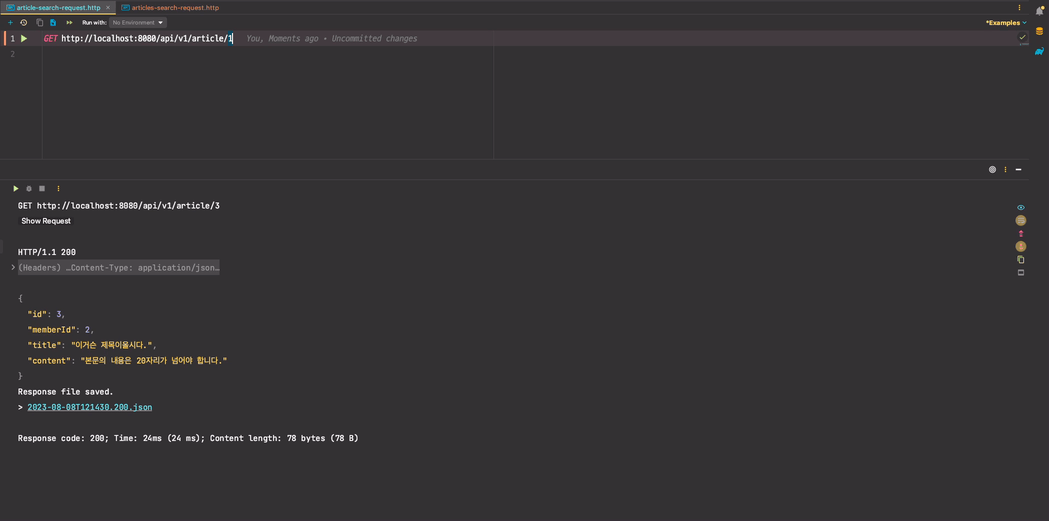 article-search-request.http
articles-search-request.http
Run with: No Environment
*Examples
1 GET http://localhost:8080/api/v1/article/1 You, Moments ago • Uncommitted changes
2
GET http://localhost:8080/api/v1/article/3
Show Request
HTTP/1.1 200
(Headers) …Content-Type: application/json…
{
"id": 3,
"memberId": 2,
"title": "이거슨 제목이올시다.",
"content": "본문의 내용은 20자리가 넘어야 합니다."
}
Response file saved.
> 2023-08-08T121430.200.json
Response code: 200; Time: 24ms (24 ms); Content length: 78 bytes (78 B)